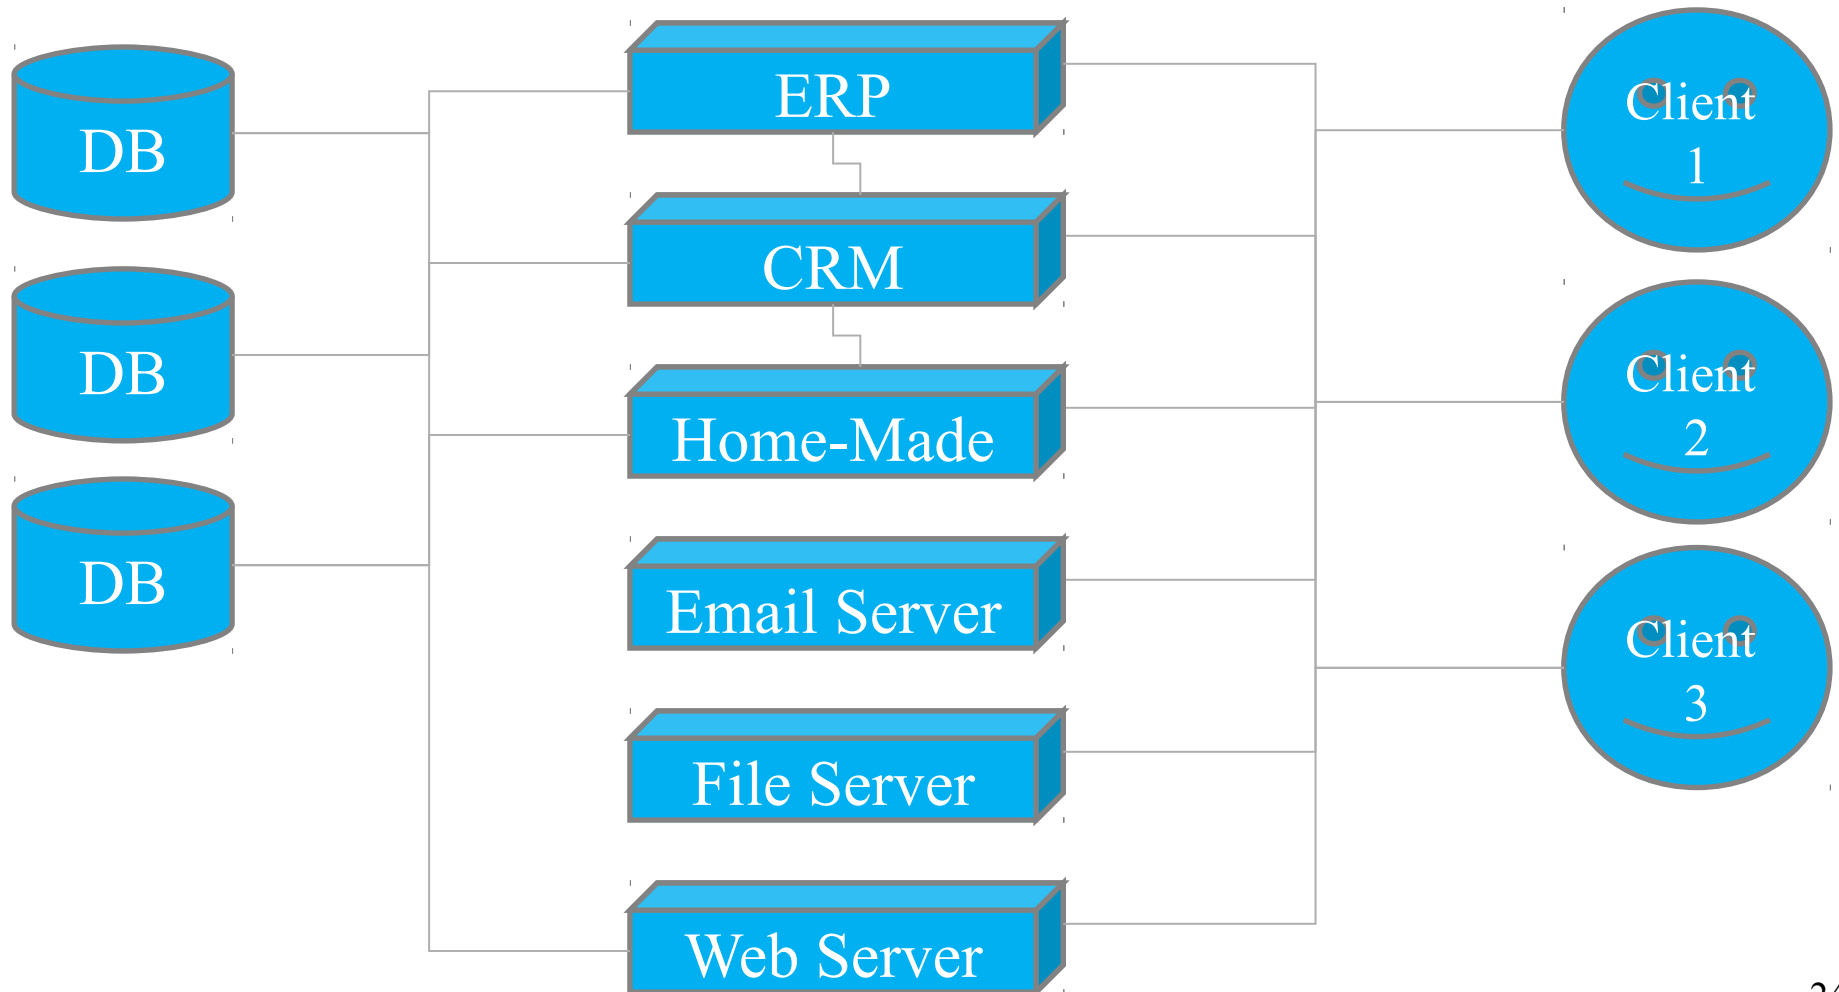 DB
DB
DB
ERP
CRM
Home-Made
Email Server
File Server
Web Server
Client
1
Client
2
Client
3